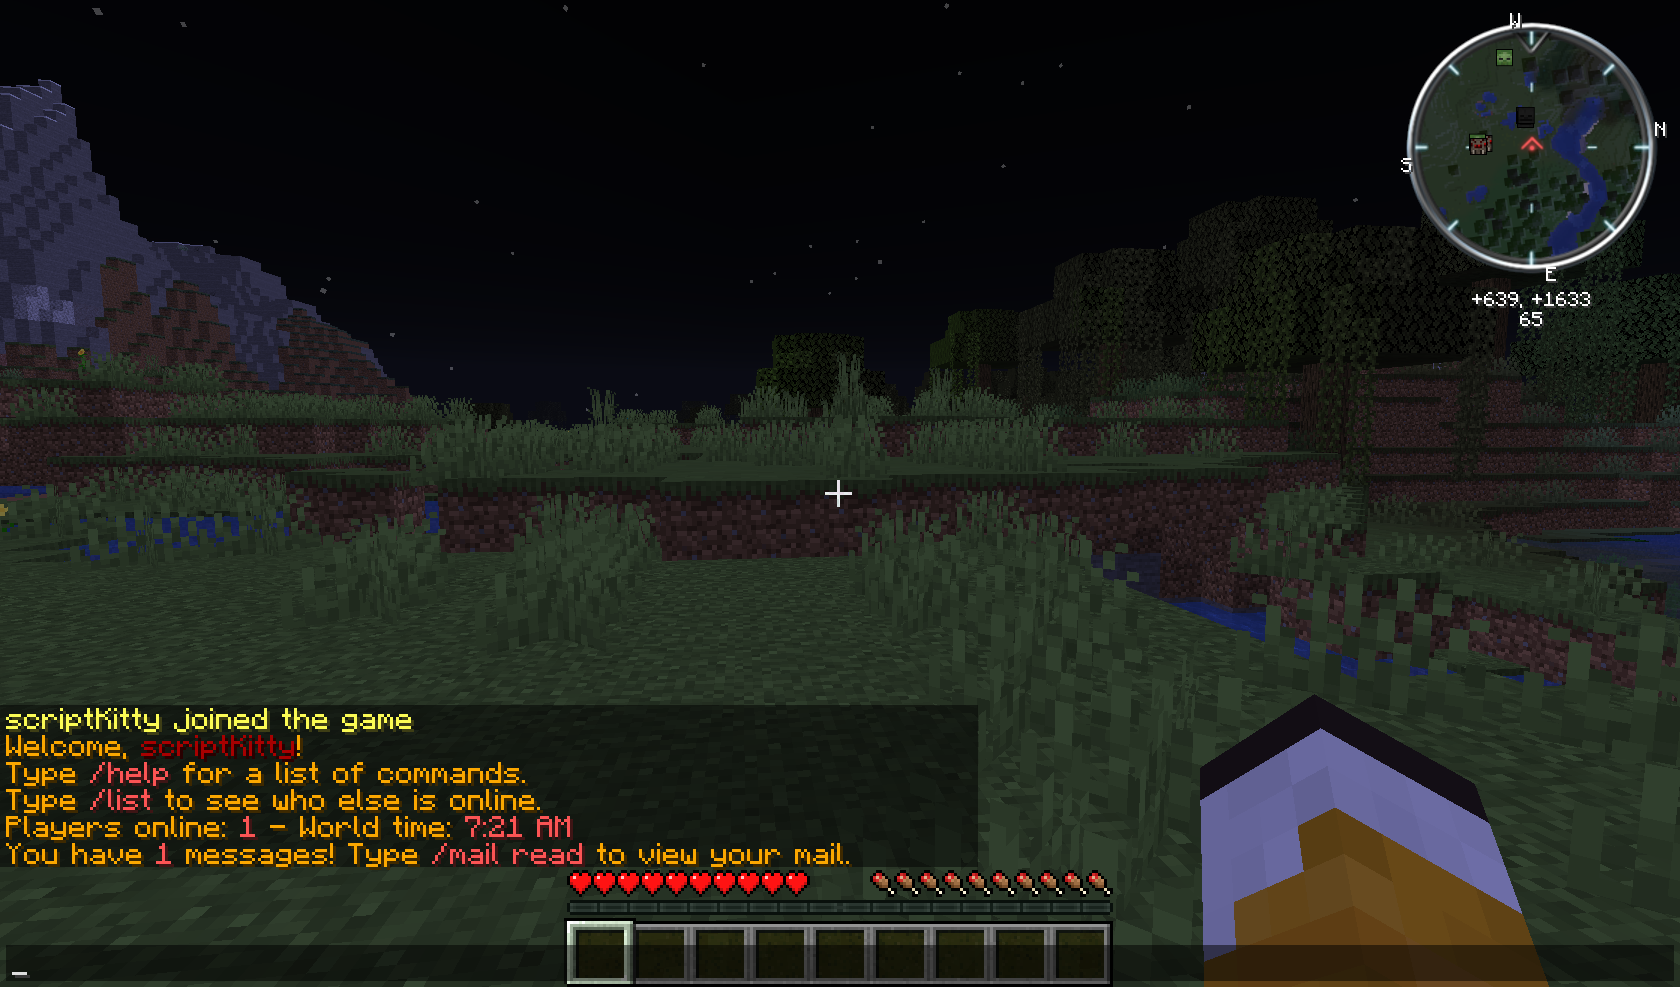 W
N
S
E
+639, +1633
65
scriptKitty joined the game
Welcome, scriptKitty!
Type /help for a list of commands.
Type /list to see who else is online.
Players online: 1 - World time: 7:21 AM
You have 1 messages! Type /mail read to view your mail.
_